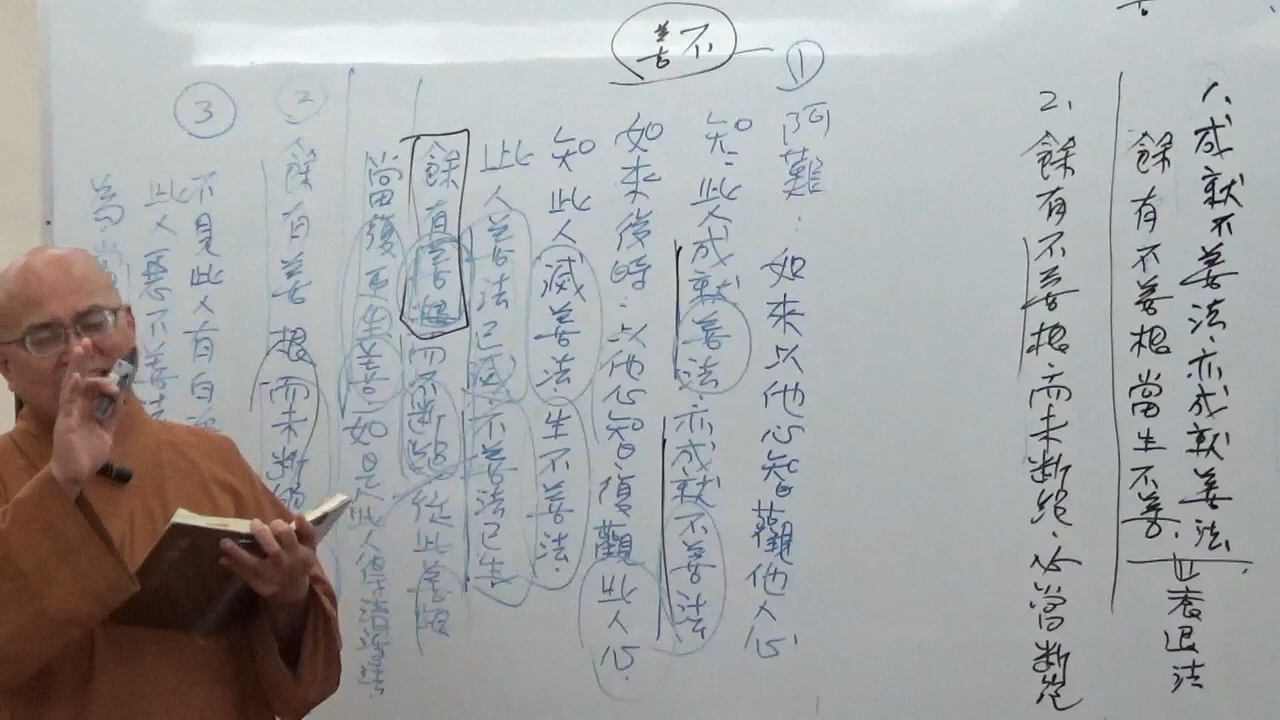 1、成就不善法、亦成就善法
餘有不善根當生不善、
衰退法
2、餘有不善根、而未斷絕、必當斷絕
不善
①
阿難：如來以他心智觀他人心
知：此人成就善法、亦成就不善法
如來後時：以他心智復觀此人心
知此人滅善法、生不善法
此人善法已滅、不善法已生
餘有善根而不斷絕從此善根
當復更生善如是此人得清淨法
②
餘有善根而未斷絕
③
不見此人有白
此人惡不善法
當